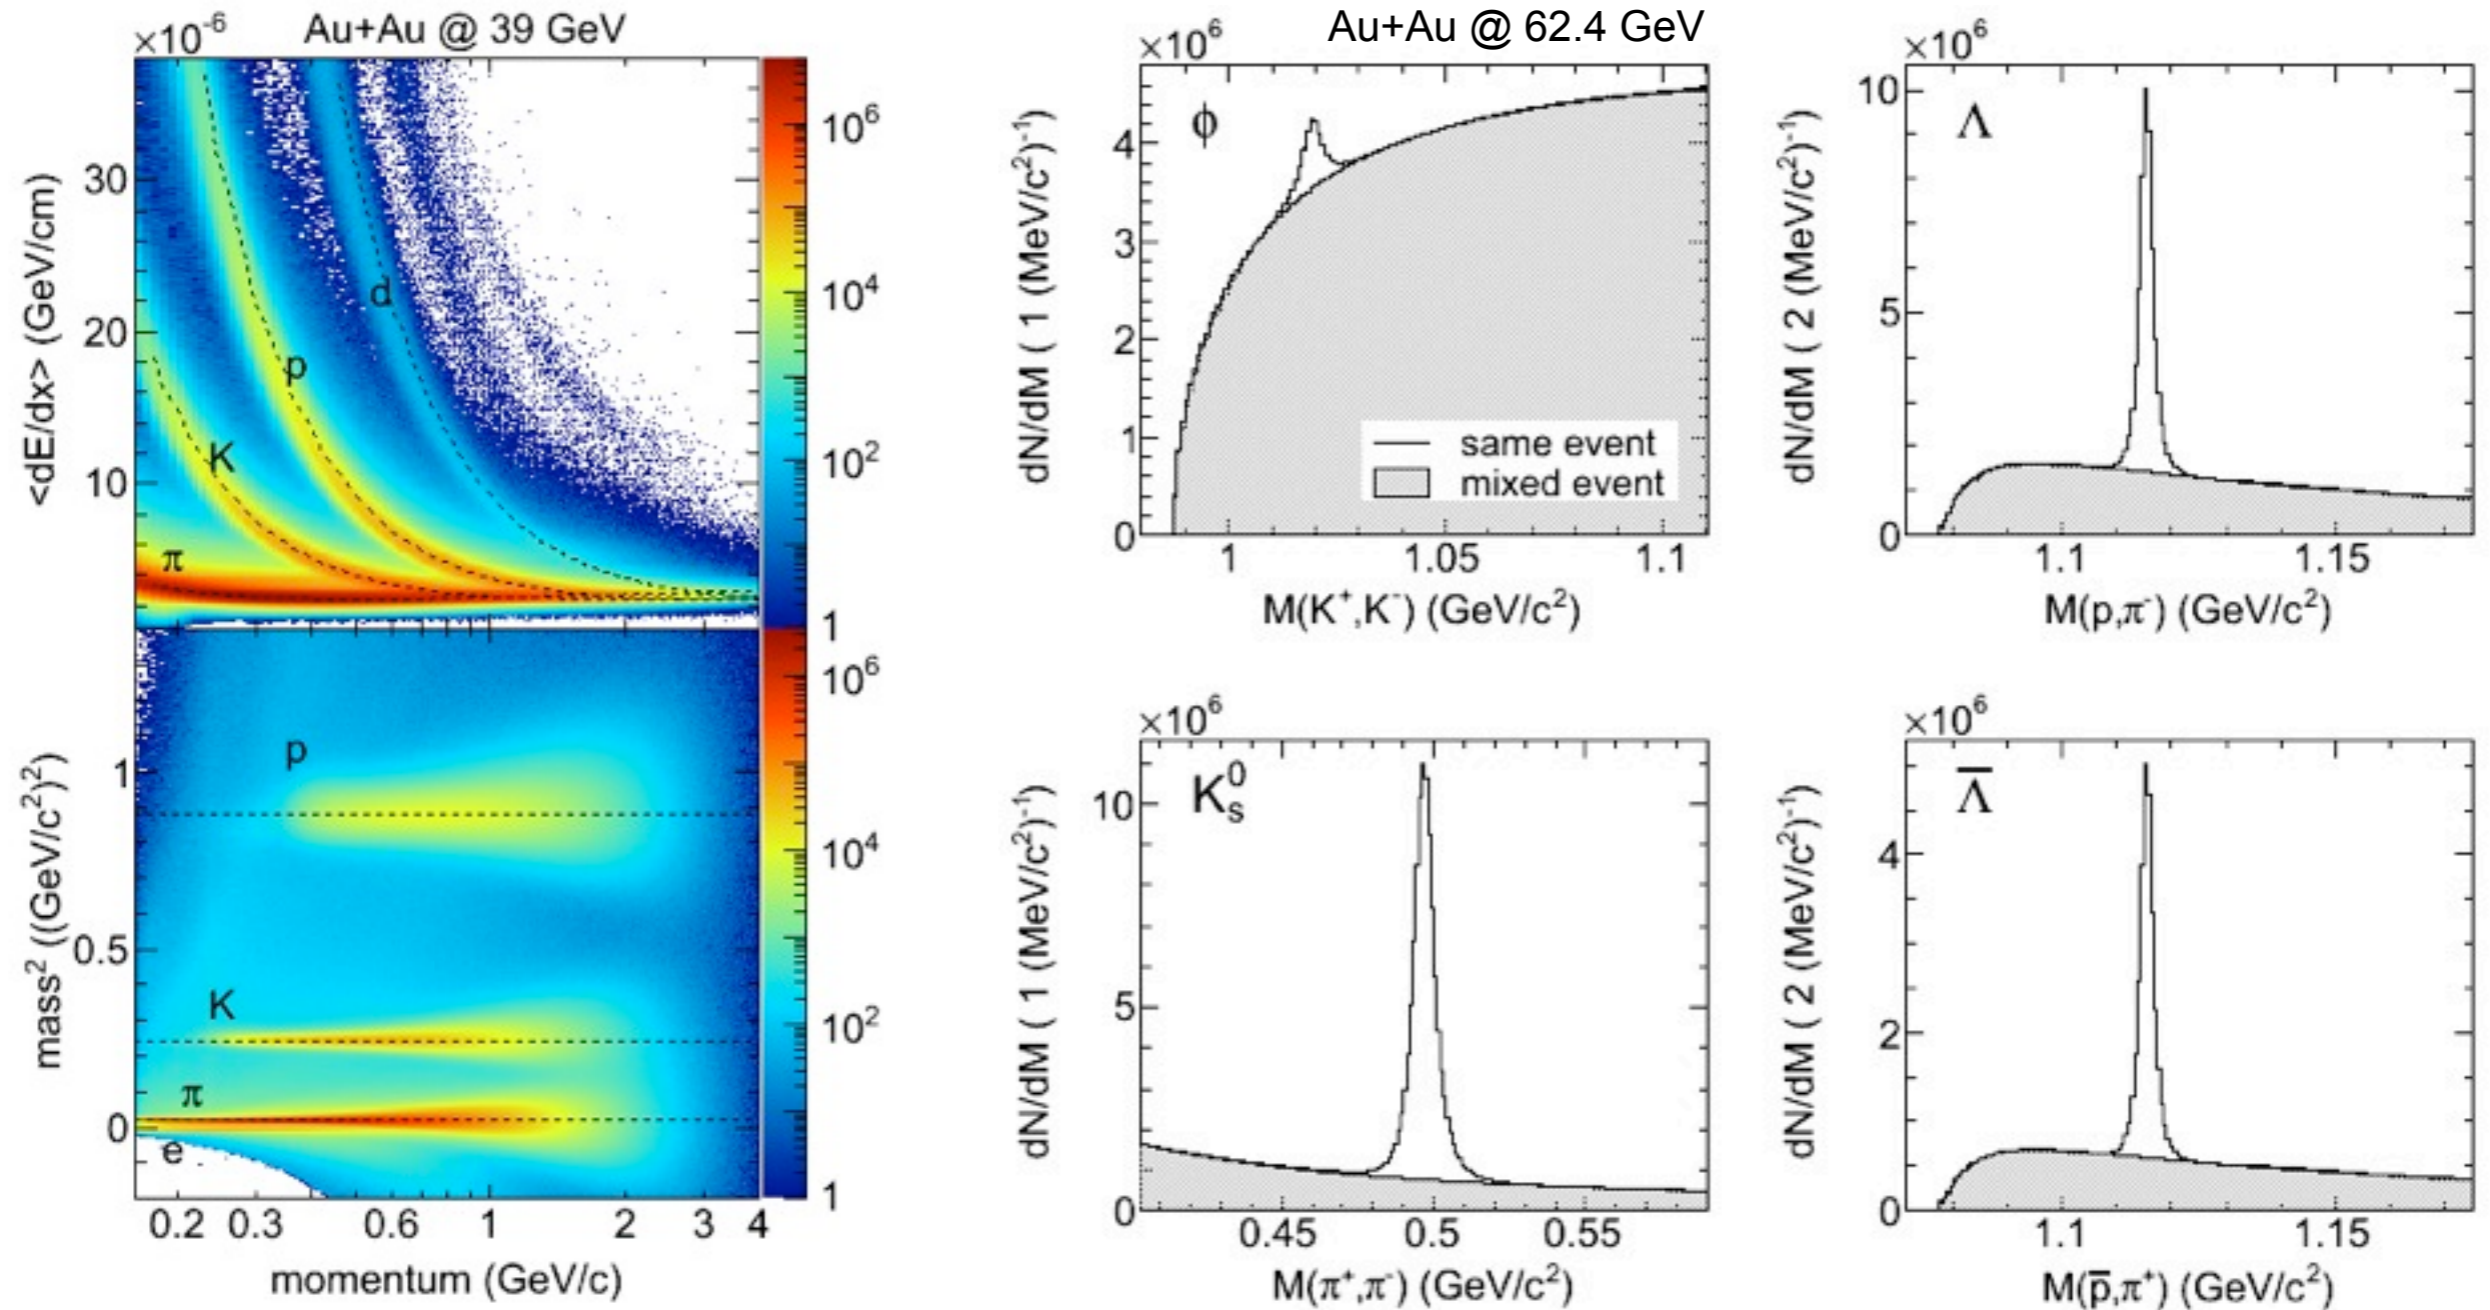 Au+Au @ 39 GeV
×10⁻⁶
<dE/dx> (GeV/cm)
30
20
10
d
p
K
π
10⁶
10⁴
10²
1
mass² ((GeV/c²)²)
1
0.5
0
p
K
π
e
10⁶
10⁴
10²
1
0.2 0.3 0.6 1 2 3 4
momentum (GeV/c)
Au+Au @ 62.4 GeV
×10⁶
dN/dM ( 1 (MeV/c²)⁻¹)
ϕ
4
3
2
1
0
same event
mixed event
1 1.05 1.1
M(K⁺,K⁻) (GeV/c²)
×10⁶
dN/dM ( 2 (MeV/c²)⁻¹)
Λ
10
5
0
1.1 1.15
M(p,π⁻) (GeV/c²)
×10⁶
dN/dM ( 1 (MeV/c²)⁻¹)
K⁰ₛ
10
5
0
0.45 0.5 0.55
M(π⁺,π⁻) (GeV/c²)
×10⁶
dN/dM ( 2 (MeV/c²)⁻¹)
Λ̅
4
2
0
1.1 1.15
M(p̅,π⁺) (GeV/c²)